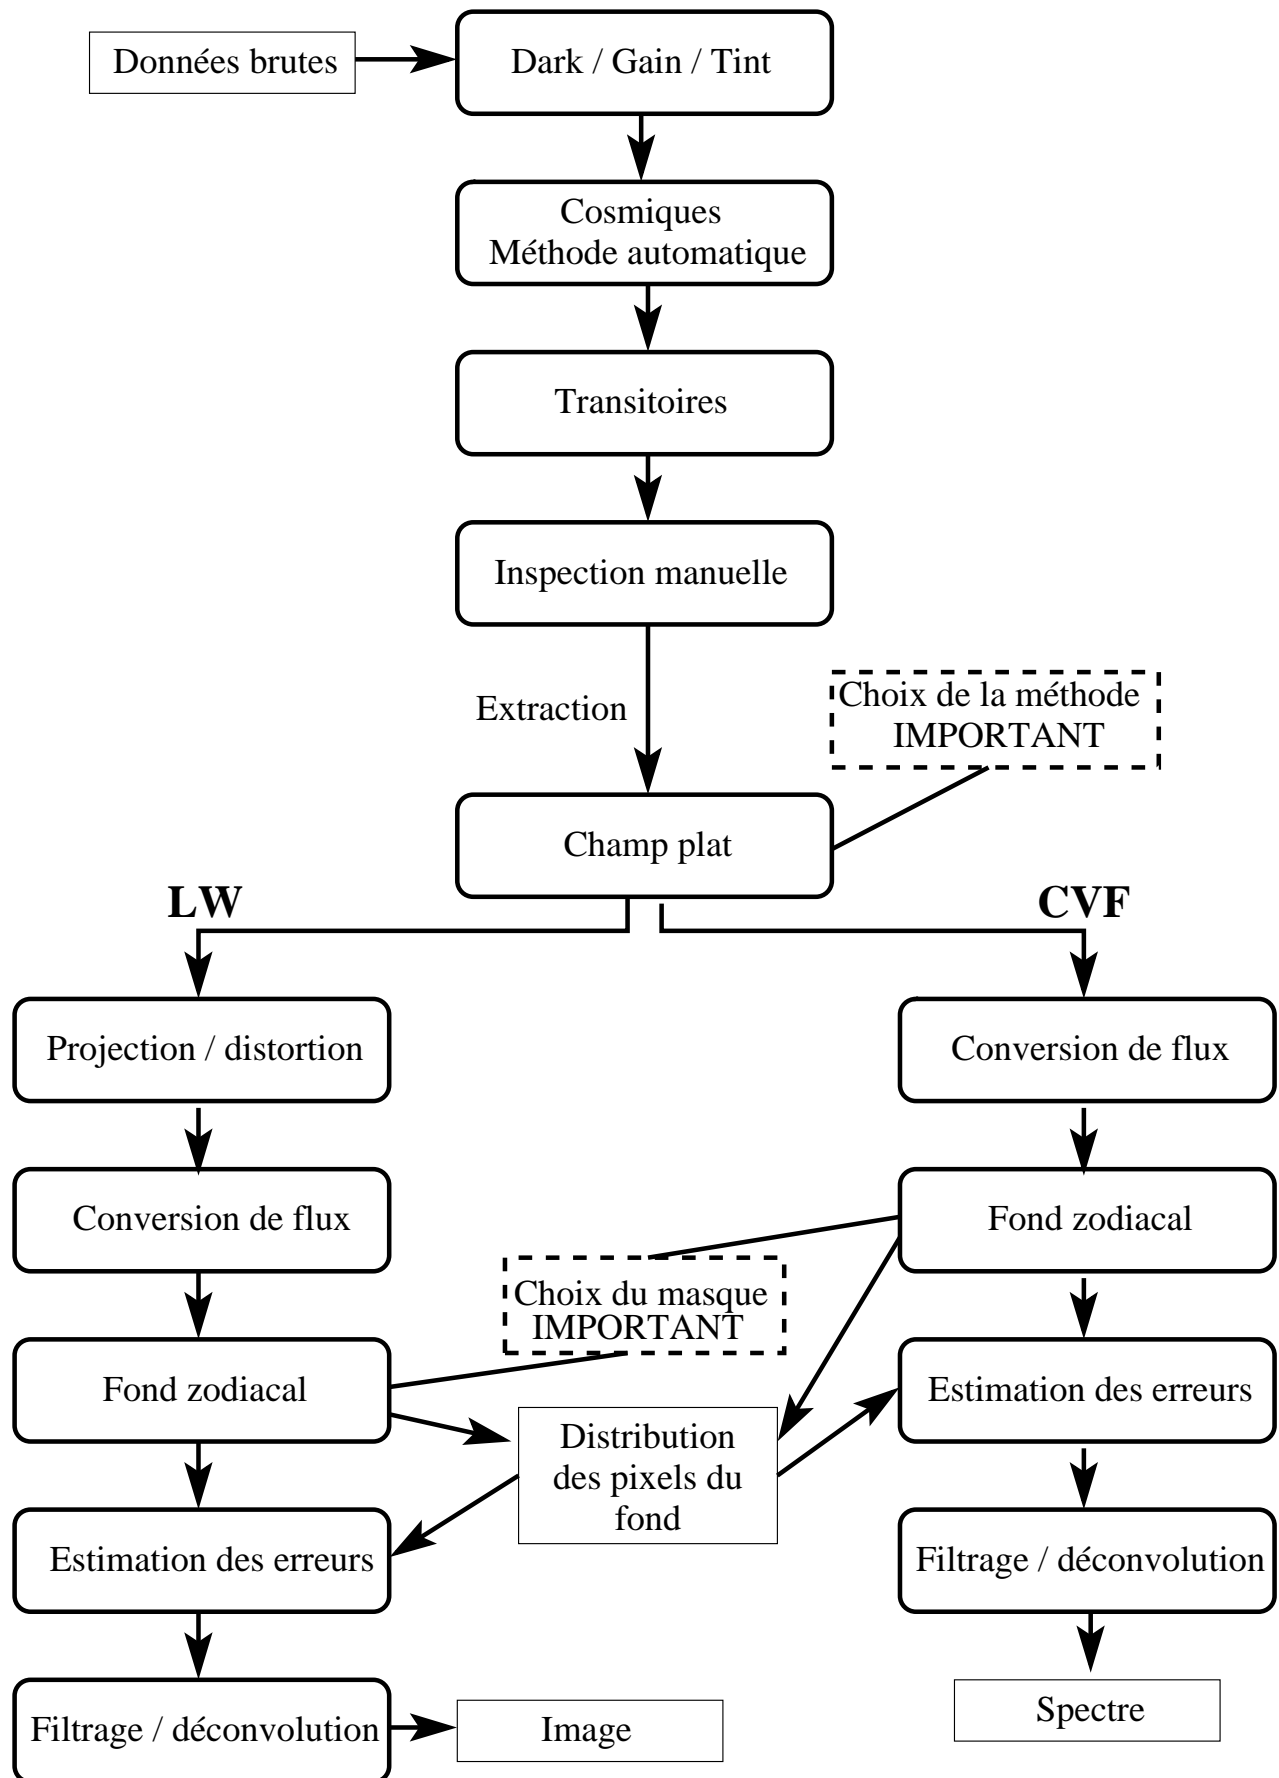 Données brutes
Dark / Gain / Tint
Cosmiques
Méthode automatique
Transitoires
Inspection manuelle
Extraction
Choix de la méthode
IMPORTANT
Champ plat
LW
CVF
Projection / distortion
Conversion de flux
Conversion de flux
Fond zodiacal
Choix du masque
IMPORTANT
Fond zodiacal
Estimation des erreurs
Distribution
des pixels du
fond
Estimation des erreurs
Filtrage / déconvolution
Filtrage / déconvolution
Image
Spectre